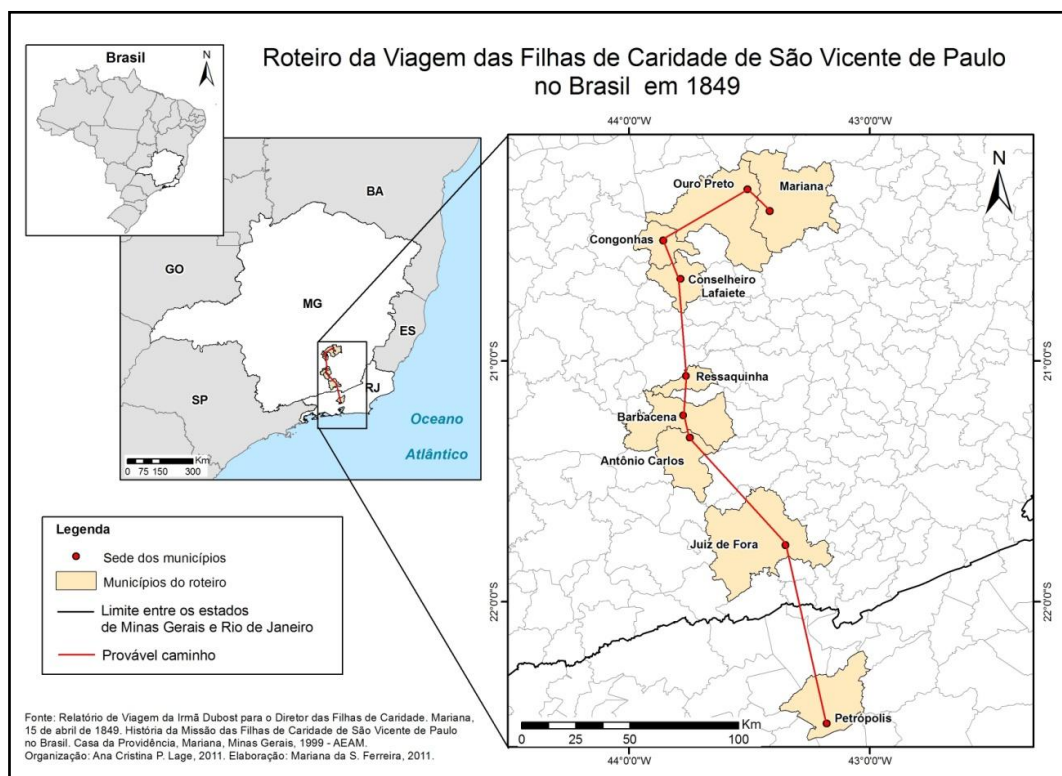 Roteiro da Viagem das Filhas de Caridade de São Vicente de Paulo
no Brasil em 1849
Brasil
N
BA
GO
MG
ES
RJ
SP
Oceano
Atlântico
Km
0 75 150 300
44°0'0"W
43°0'0"W
N
Ouro Preto
Mariana
Congonhas
Conselheiro
Lafaiete
21°0'0"S
21°0'0"S
Ressaquinha
Barbacena
Antônio Carlos
Juiz de Fora
22°0'0"S
22°0'0"S
Petrópolis
Km
0 25 50 100
44°0'0"W
43°0'0"W
Legenda
Sede dos municípios
Municípios do roteiro
Limite entre os estados
de Minas Gerais e Rio de Janeiro
Provável caminho
Fonte: Relatório de Viagem da Irmã Dubost para o Diretor das Filhas de Caridade. Mariana,
15 de abril de 1849. História da Missão das Filhas de Caridade de São Vicente de Paulo
no Brasil. Casa da Providência, Mariana, Minas Gerais, 1999 - AEAM.
Organização: Ana Cristina P. Lage, 2011. Elaboração: Mariana da S. Ferreira, 2011.